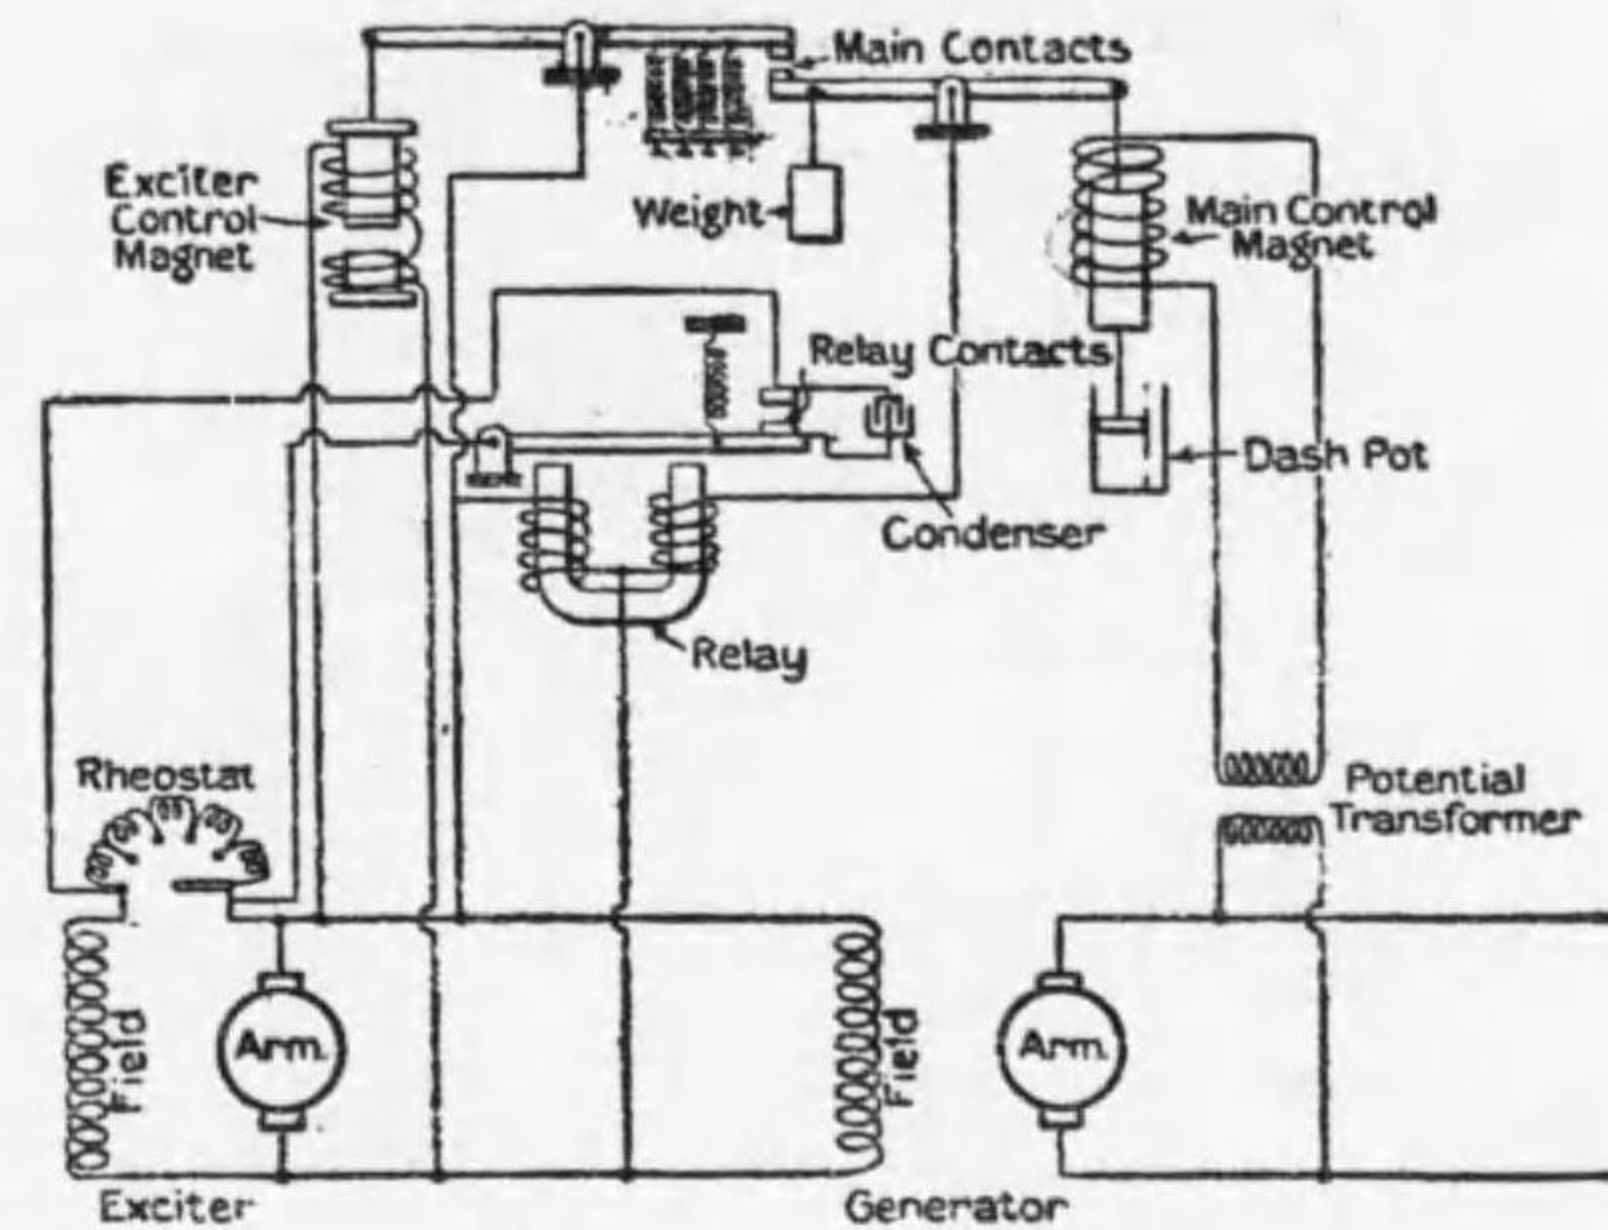 Main Contacts
Exciter
Control
Magnet
Weight
Main Control
Magnet
Relay Contacts
Dash Pot
Condenser
Relay
Rheostat
Potential
Transformer
Field
Arm.
Field
Arm.
Exciter
Generator